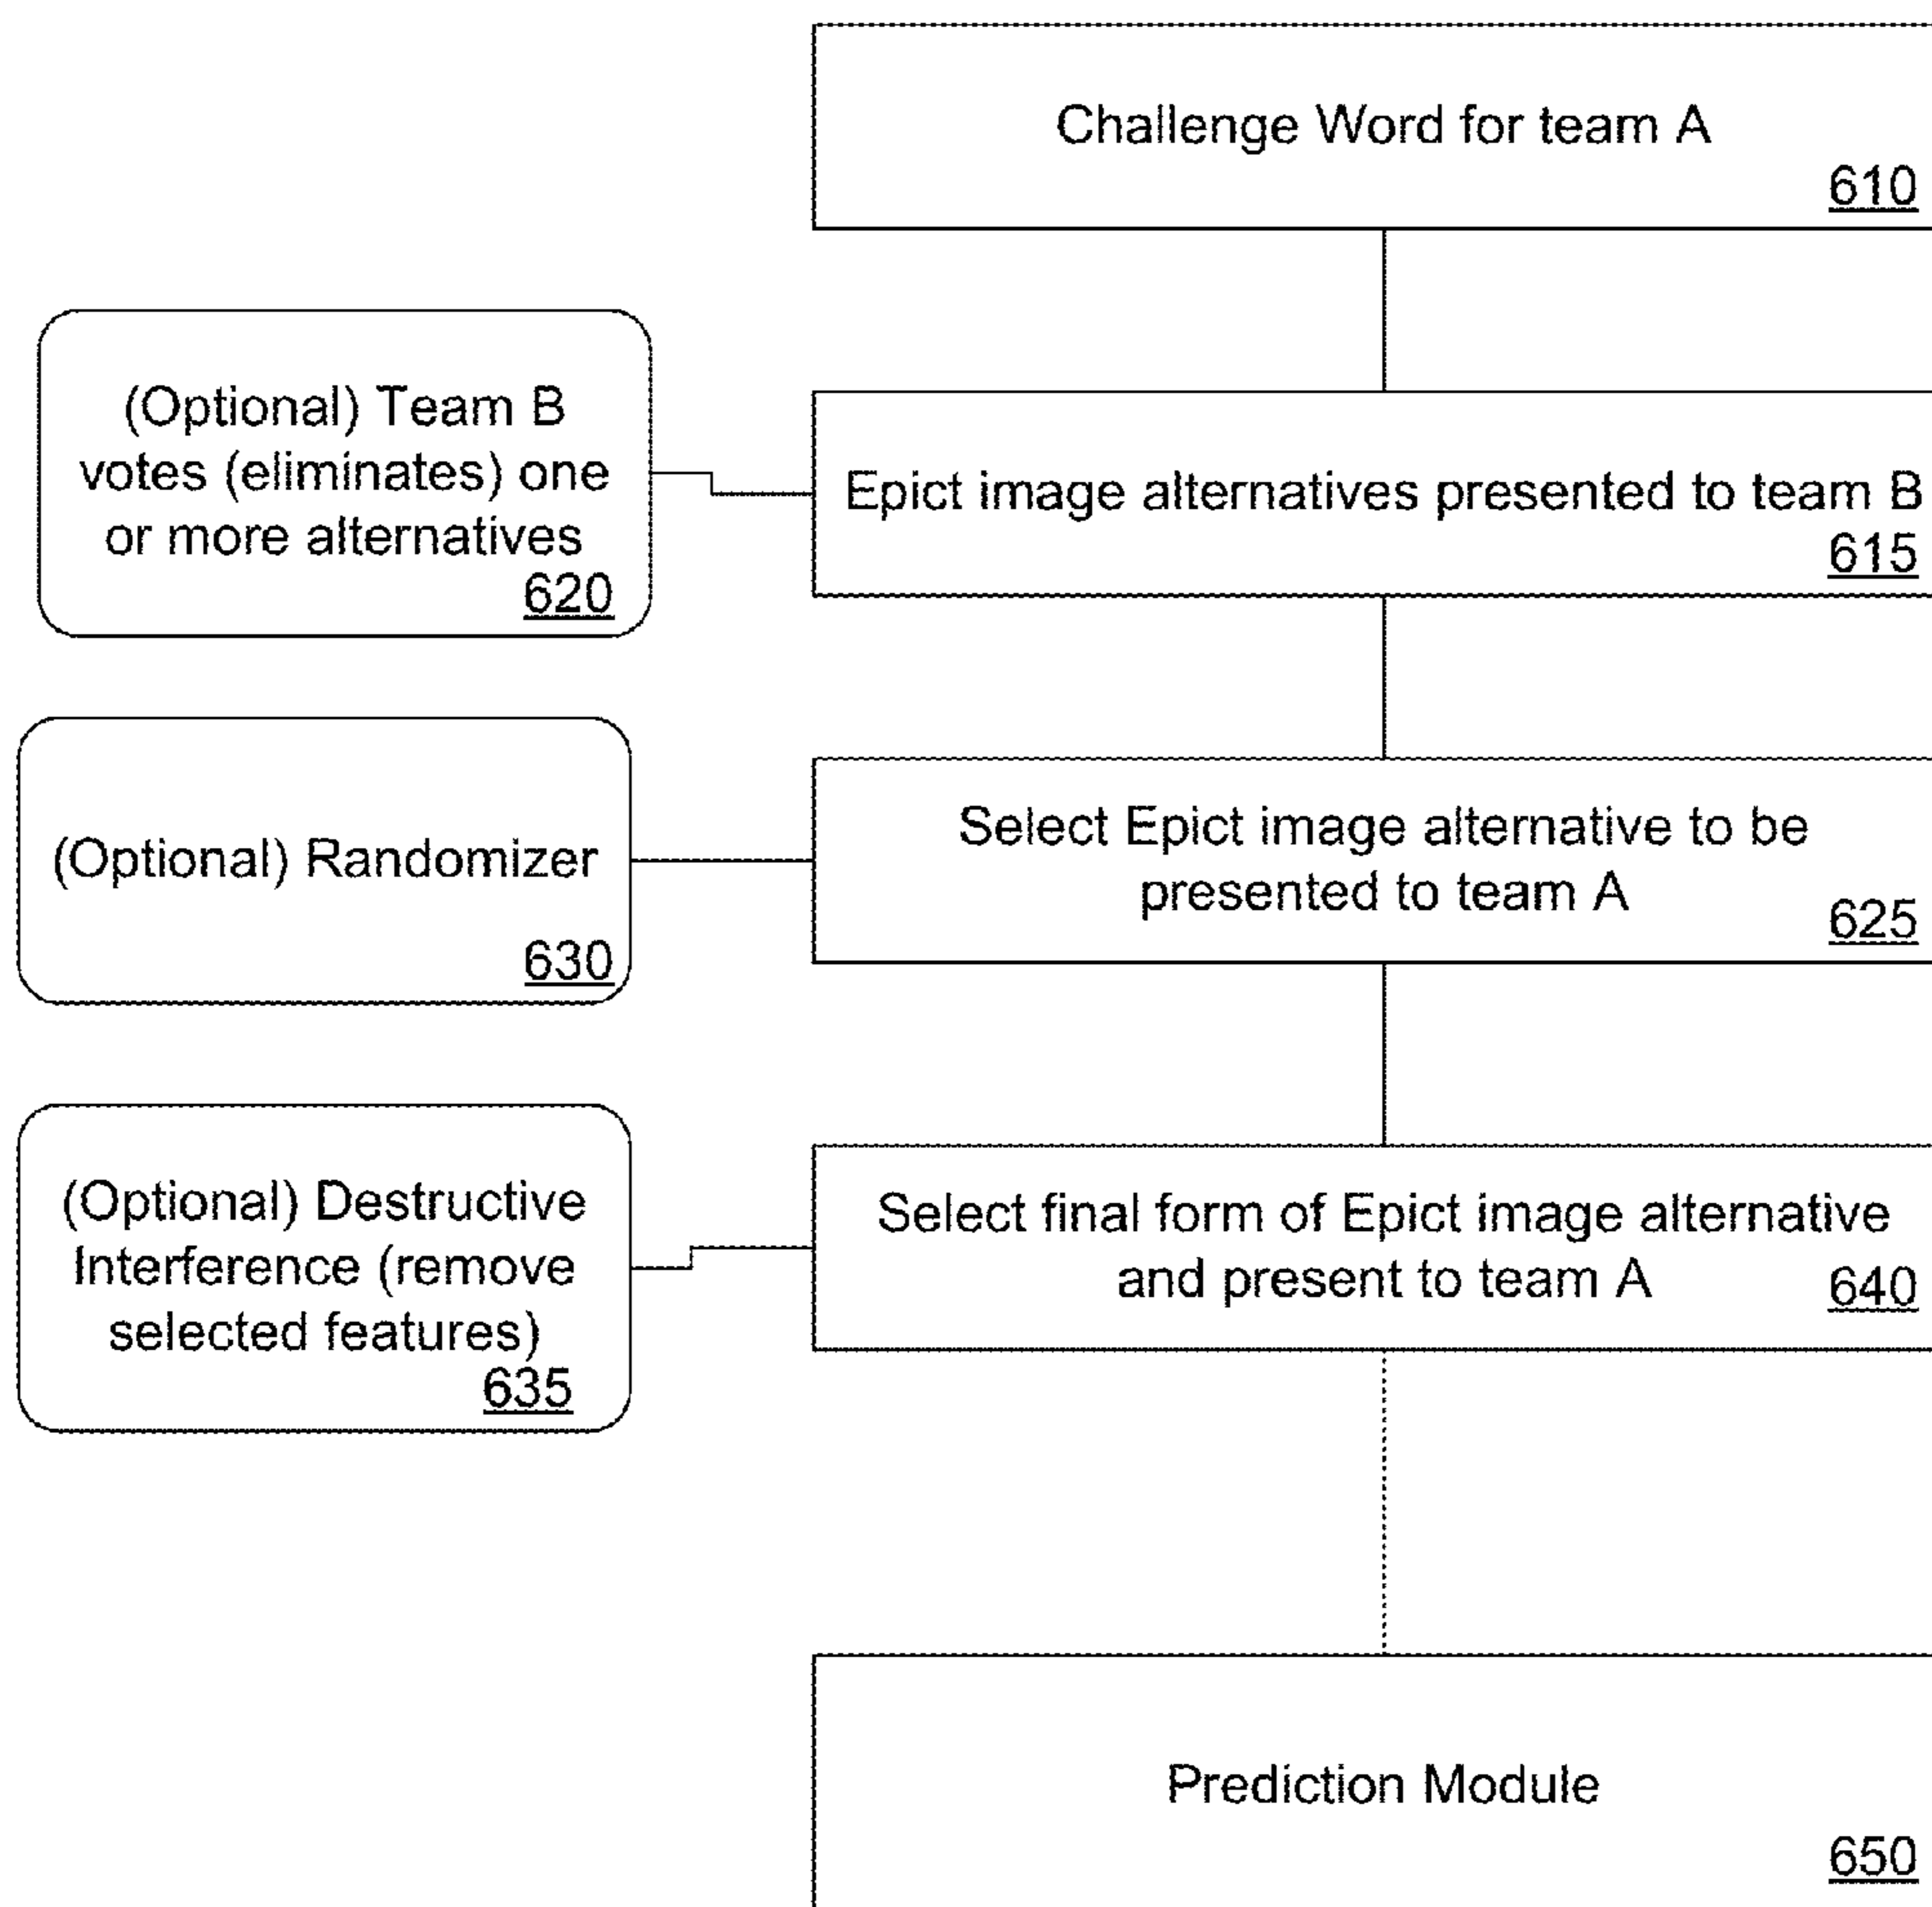 Challenge Word for team A
610
(Optional) Team B
votes (eliminates) one
or more alternatives
620
Epict image alternatives presented to team B
615
(Optional) Randomizer
630
Select Epict image alternative to be
presented to team A
625
(Optional) Destructive
Interference (remove
selected features)
635
Select final form of Epict image alternative
and present to team A
640
Prediction Module
650